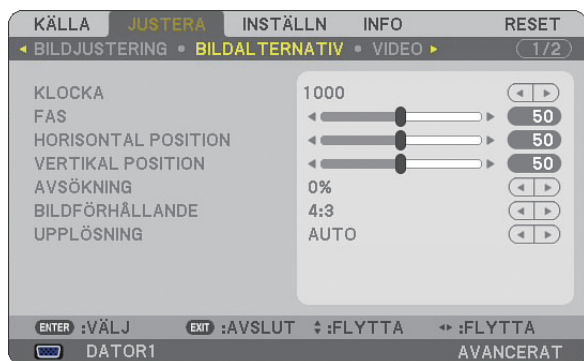 KÄLLA JUSTERA INSTÄLLN INFO RESET
BILDJUSTERING • BILDALTERNATIV • VIDEO 1/2
KLOCKA 1000
FAS 50
HORISONTAL POSITION 50
VERTIKAL POSITION 50
AVSÖKNING 0%
BILDFÖRHÅLLANDE 4:3
UPPLÖSNING AUTO
ENTER :VÄLJ EXIT :AVSLUT :FLYTTA :FLYTTA
DATOR1 AVANCERAT